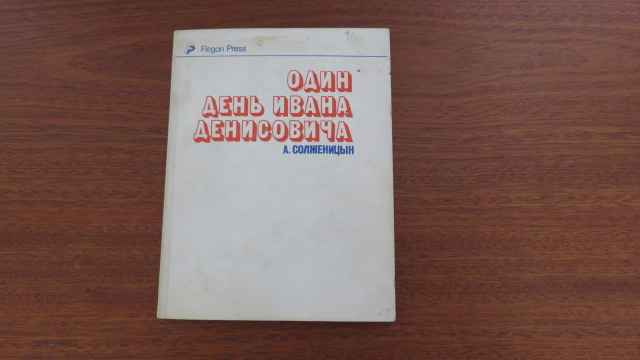 Flegon Press
ОДИН
ДЕНЬ ИВАНА
ДЕНИСОВИЧА
А. СОЛЖЕНИЦЫН